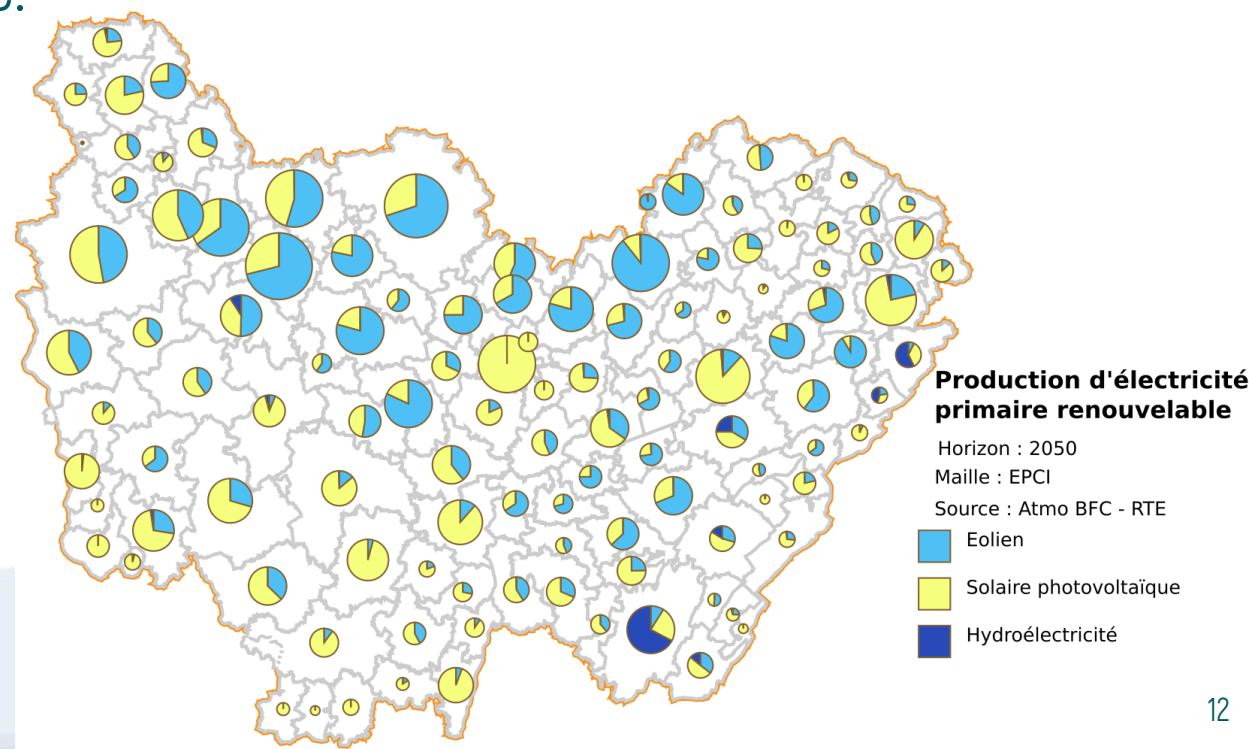 Production d'électricité
primaire renouvelable
Horizon : 2050
Maille : EPCI
Source : Atmo BFC - RTE
Eolien
Solaire photovoltaïque
Hydroélectricité
12